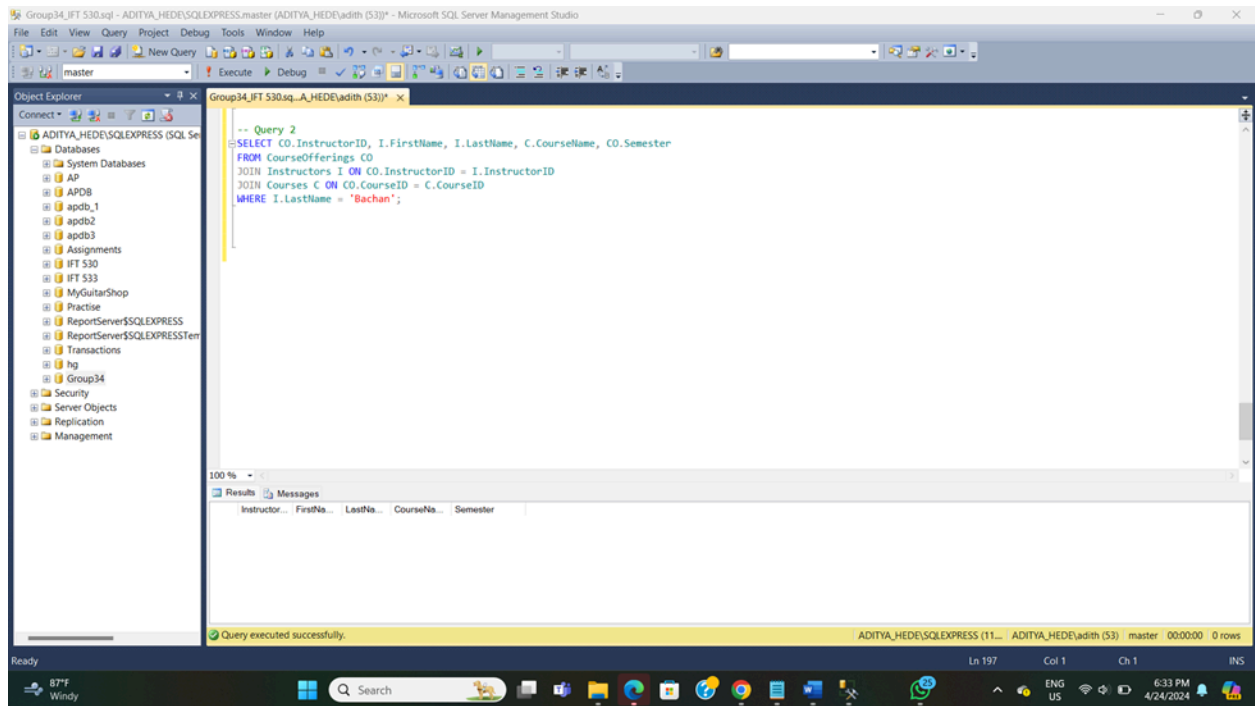 Group34_IFT 530.sql - ADITYA_HEDE\SQLEXPRESS.master (ADITYA_HEDE\adith (53))* - Microsoft SQL Server Management Studio
File Edit View Query Project Debug Tools Window Help
New Query
master
Execute Debug
Object Explorer
Group34_IFT 530.sq...A_HEDE\adith (53))*
Connect
ADITYA_HEDE\SQLEXPRESS (SQL Se
Databases
System Databases
AP
APDB
apdb_1
apdb2
apdb3
Assignments
IFT 530
IFT 533
MyGuitarShop
Practise
ReportServer$SQLEXPRESS
ReportServer$SQLEXPRESSTem
Transactions
hg
Group34
Security
Server Objects
Replication
Management
-- Query 2
SELECT CO.InstructorID, I.FirstName, I.LastName, C.CourseName, CO.Semester
FROM CourseOfferings CO
JOIN Instructors I ON CO.InstructorID = I.InstructorID
JOIN Courses C ON CO.CourseID = C.CourseID
WHERE I.LastName = 'Bachan';
100 %
Results Messages
Instructor... FirstNa... LastNa... CourseNa... Semester
Query executed successfully.
ADITYA_HEDE\SQLEXPRESS (11... ADITYA_HEDE\adith (53) master 00:00:00 0 rows
Ready
Ln 197 Col 1 Ch 1 INS
87°F
Windy
Search
25
ENG
US
6:33 PM
4/24/2024